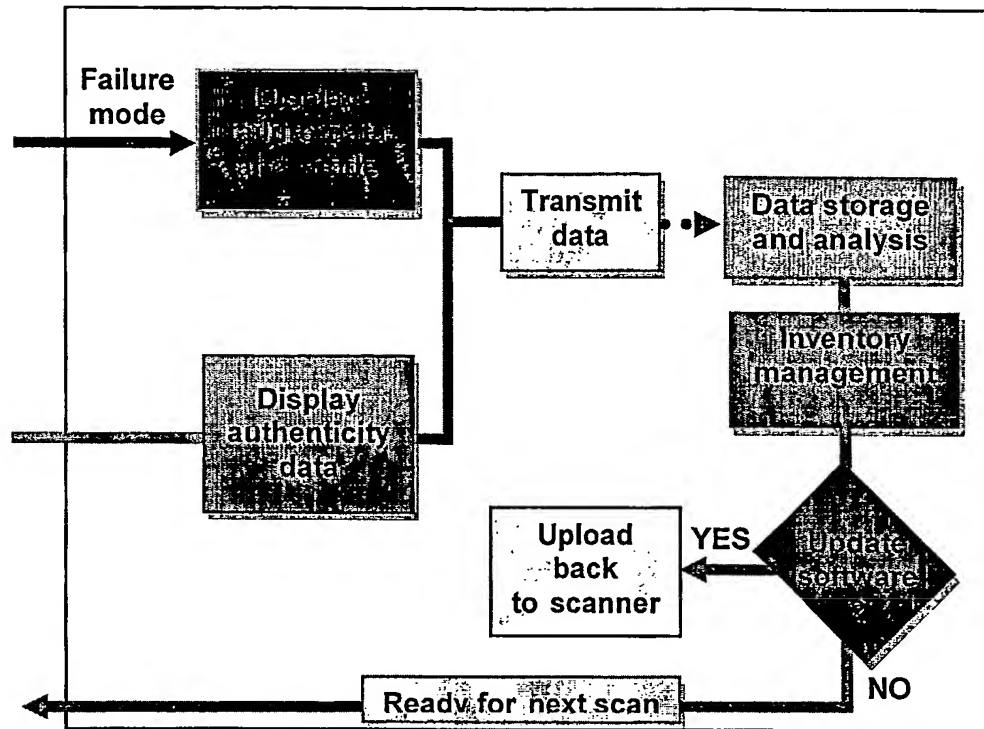 Failure
mode
Display
Transmit
data
Data storage
and analysis
Inventory
management
Display
authenticity
data
Update
software
YES
Upload
back
to scanner
NO
Ready for next scan